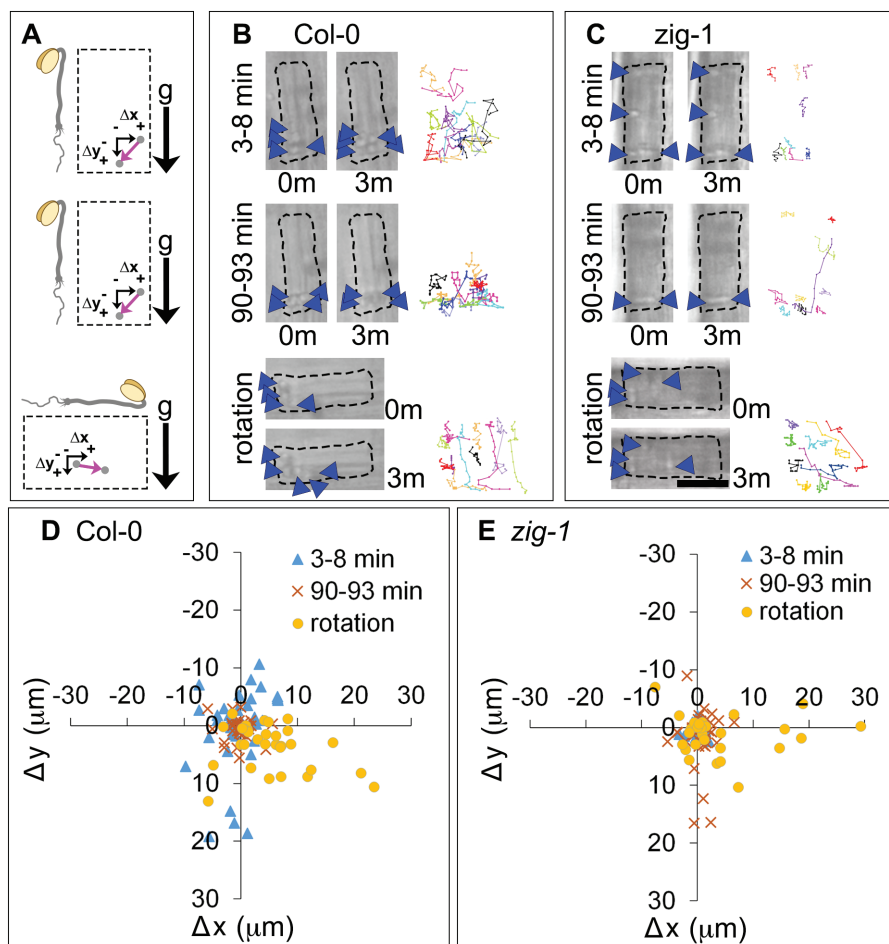 A
g
Δx
-
+
Δy
-
+
g
Δx
-
+
Δy
-
+
g
Δx
-
+
Δy
-
+
B Col-0
3-8 min
0m 3m
90-93 min
0m 3m
rotation
0m
3m
C zig-1
3-8 min
0m 3m
90-93 min
0m 3m
rotation
0m
3m
D Col-0
3-8 min
90-93 min
rotation
-30
-20
-10
-30 -20 -10 0 10 20 30
0
10
20
30
Δy (μm)
Δx (μm)
E zig-1
3-8 min
90-93 min
rotation
-30
-20
-10
-30 -20 -10 0 10 20 30
0
10
20
30
Δy (μm)
Δx (μm)